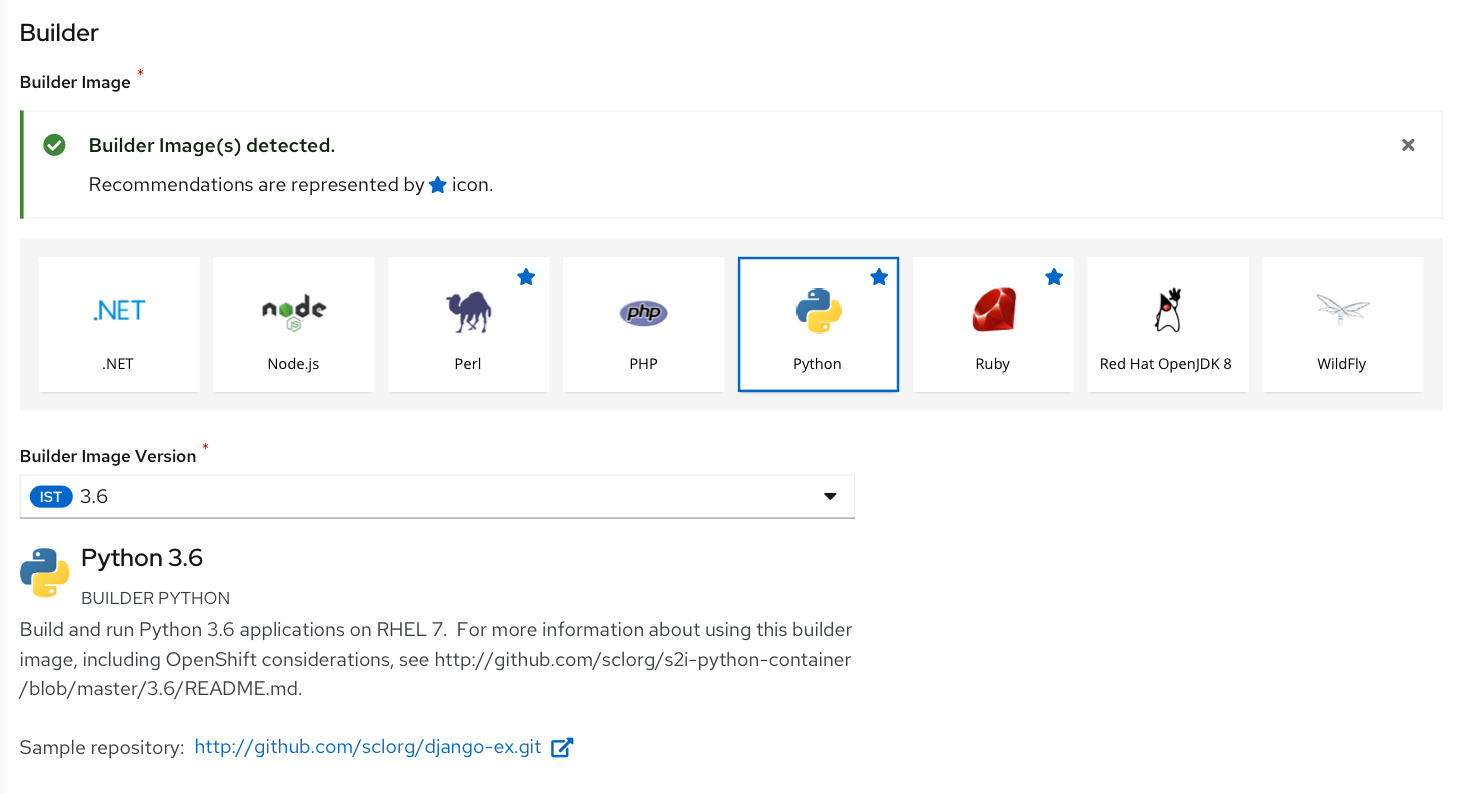 Builder
Builder Image *
Builder Image(s) detected.
Recommendations are represented by icon.
.NET
node
JS
php
.NET
Node.js
Perl
PHP
Python
Ruby
Red Hat OpenJDK 8
WildFly
Builder Image Version *
IST 3.6
Python 3.6
BUILDER PYTHON
Build and run Python 3.6 applications on RHEL 7. For more information about using this builder
image, including OpenShift considerations, see http://github.com/sclorg/s2i-python-container
/blob/master/3.6/README.md.
Sample repository: http://github.com/sclorg/django-ex.git